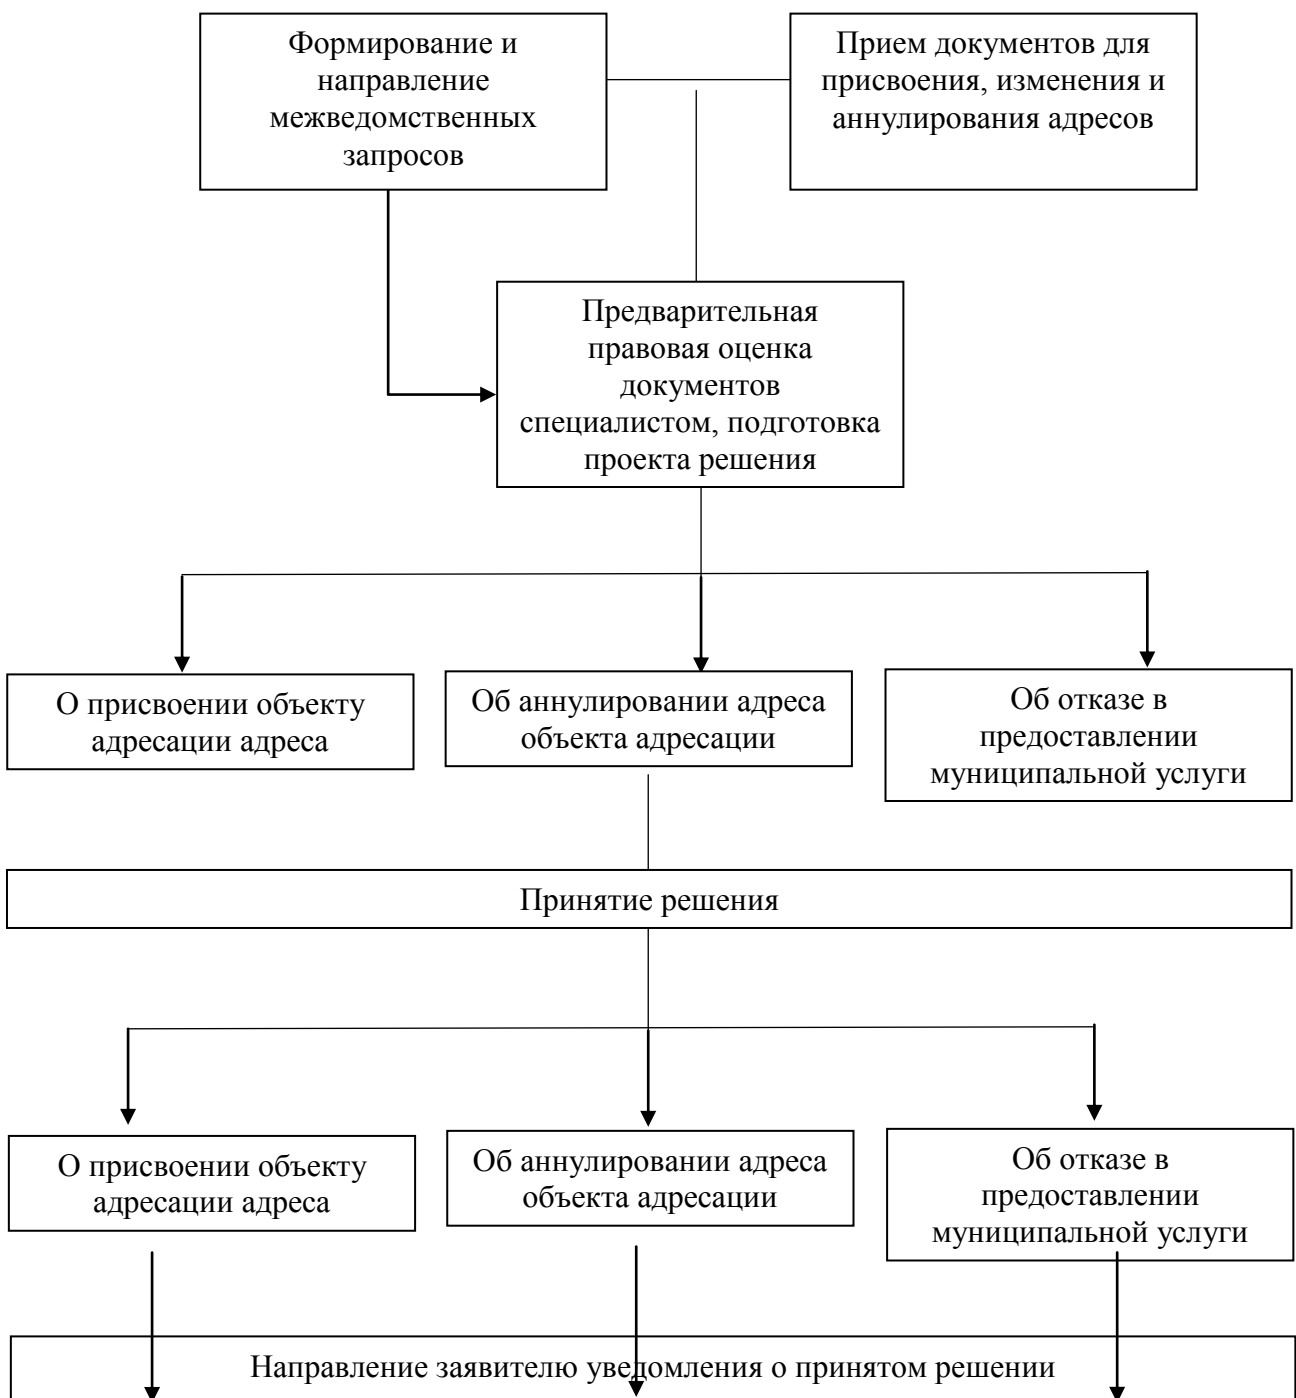 Формирование и
направление
межведомственных
запросов
Прием документов для
присвоения, изменения и
аннулирования адресов
Предварительная
правовая оценка
документов
специалистом, подготовка
проекта решения
О присвоении объекту
адресации адреса
Об аннулировании адреса
объекта адресации
Об отказе в
предоставлении
муниципальной услуги
Принятие решения
О присвоении объекту
адресации адреса
Об аннулировании адреса
объекта адресации
Об отказе в
предоставлении
муниципальной услуги
Направление заявителю уведомления о принятом решении